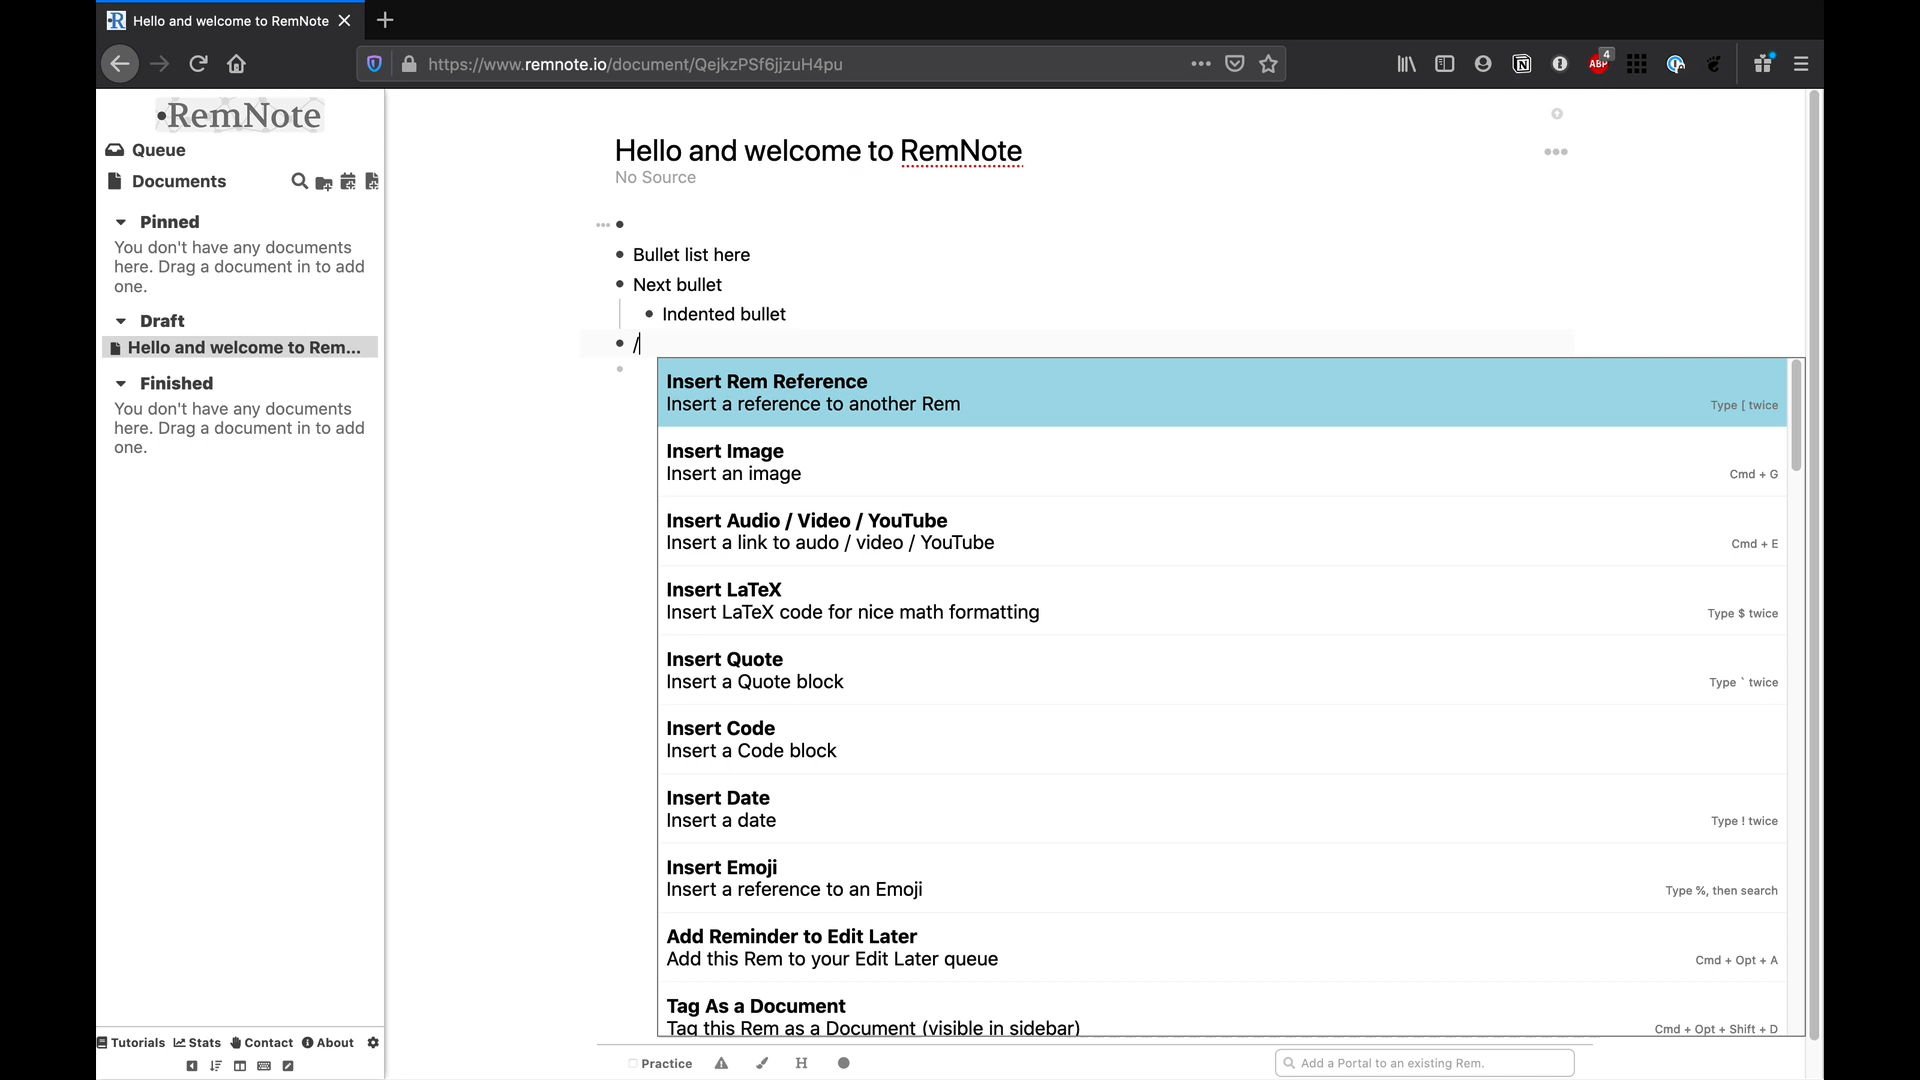 Hello and welcome to RemNote
https://www.remnote.io/document/QejkzPSf6jjzuH4pu
ABP
4
•RemNote
Queue
Documents
Pinned
You don't have any documents
here. Drag a document in to add
one.
Draft
Hello and welcome to Rem...
Finished
You don't have any documents
here. Drag a document in to add
one.
Tutorials Stats Contact About
Hello and welcome to RemNote
No Source
Bullet list here
Next bullet
Indented bullet
/
Insert Rem Reference
Insert a reference to another Rem
Type [ twice
Insert Image
Insert an image
Cmd + G
Insert Audio / Video / YouTube
Insert a link to audo / video / YouTube
Cmd + E
Insert LaTeX
Insert LaTeX code for nice math formatting
Type $ twice
Insert Quote
Insert a Quote block
Type ` twice
Insert Code
Insert a Code block
Insert Date
Insert a date
Type ! twice
Insert Emoji
Insert a reference to an Emoji
Type %, then search
Add Reminder to Edit Later
Add this Rem to your Edit Later queue
Cmd + Opt + A
Tag As a Document
Tag this Rem as a Document (visible in sidebar)
Cmd + Opt + Shift + D
Practice
H
Add a Portal to an existing Rem.